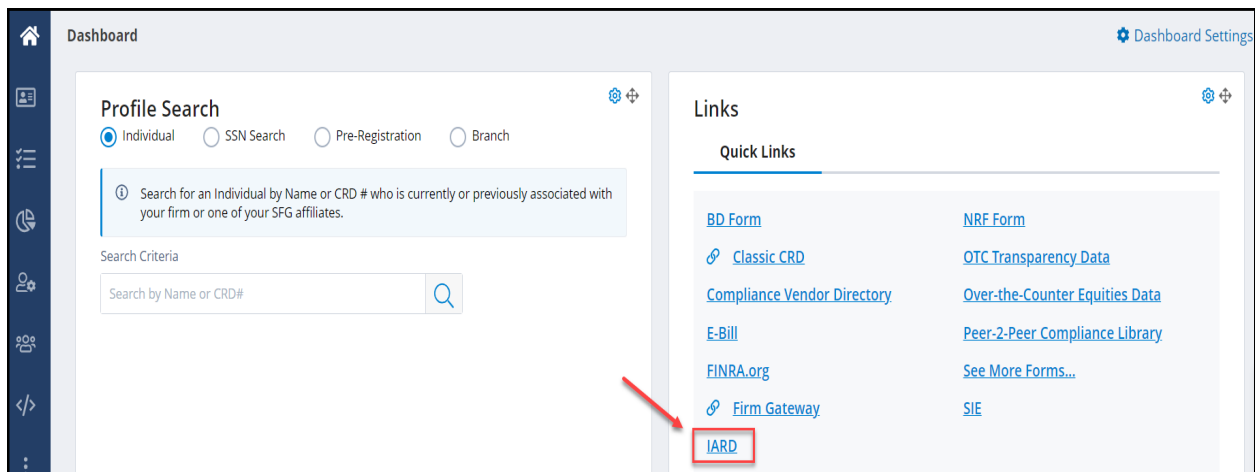 Dashboard
Dashboard Settings
Profile Search
Individual
SSN Search
Pre-Registration
Branch
Search for an Individual by Name or CRD # who is currently or previously associated with
your firm or one of your SFG affiliates.
Search Criteria
Search by Name or CRD#
Links
Quick Links
BD Form
Classic CRD
Compliance Vendor Directory
E-Bill
FINRA.org
Firm Gateway
IARD
NRF Form
OTC Transparency Data
Over-the-Counter Equities Data
Peer-2-Peer Compliance Library
See More Forms...
SIE